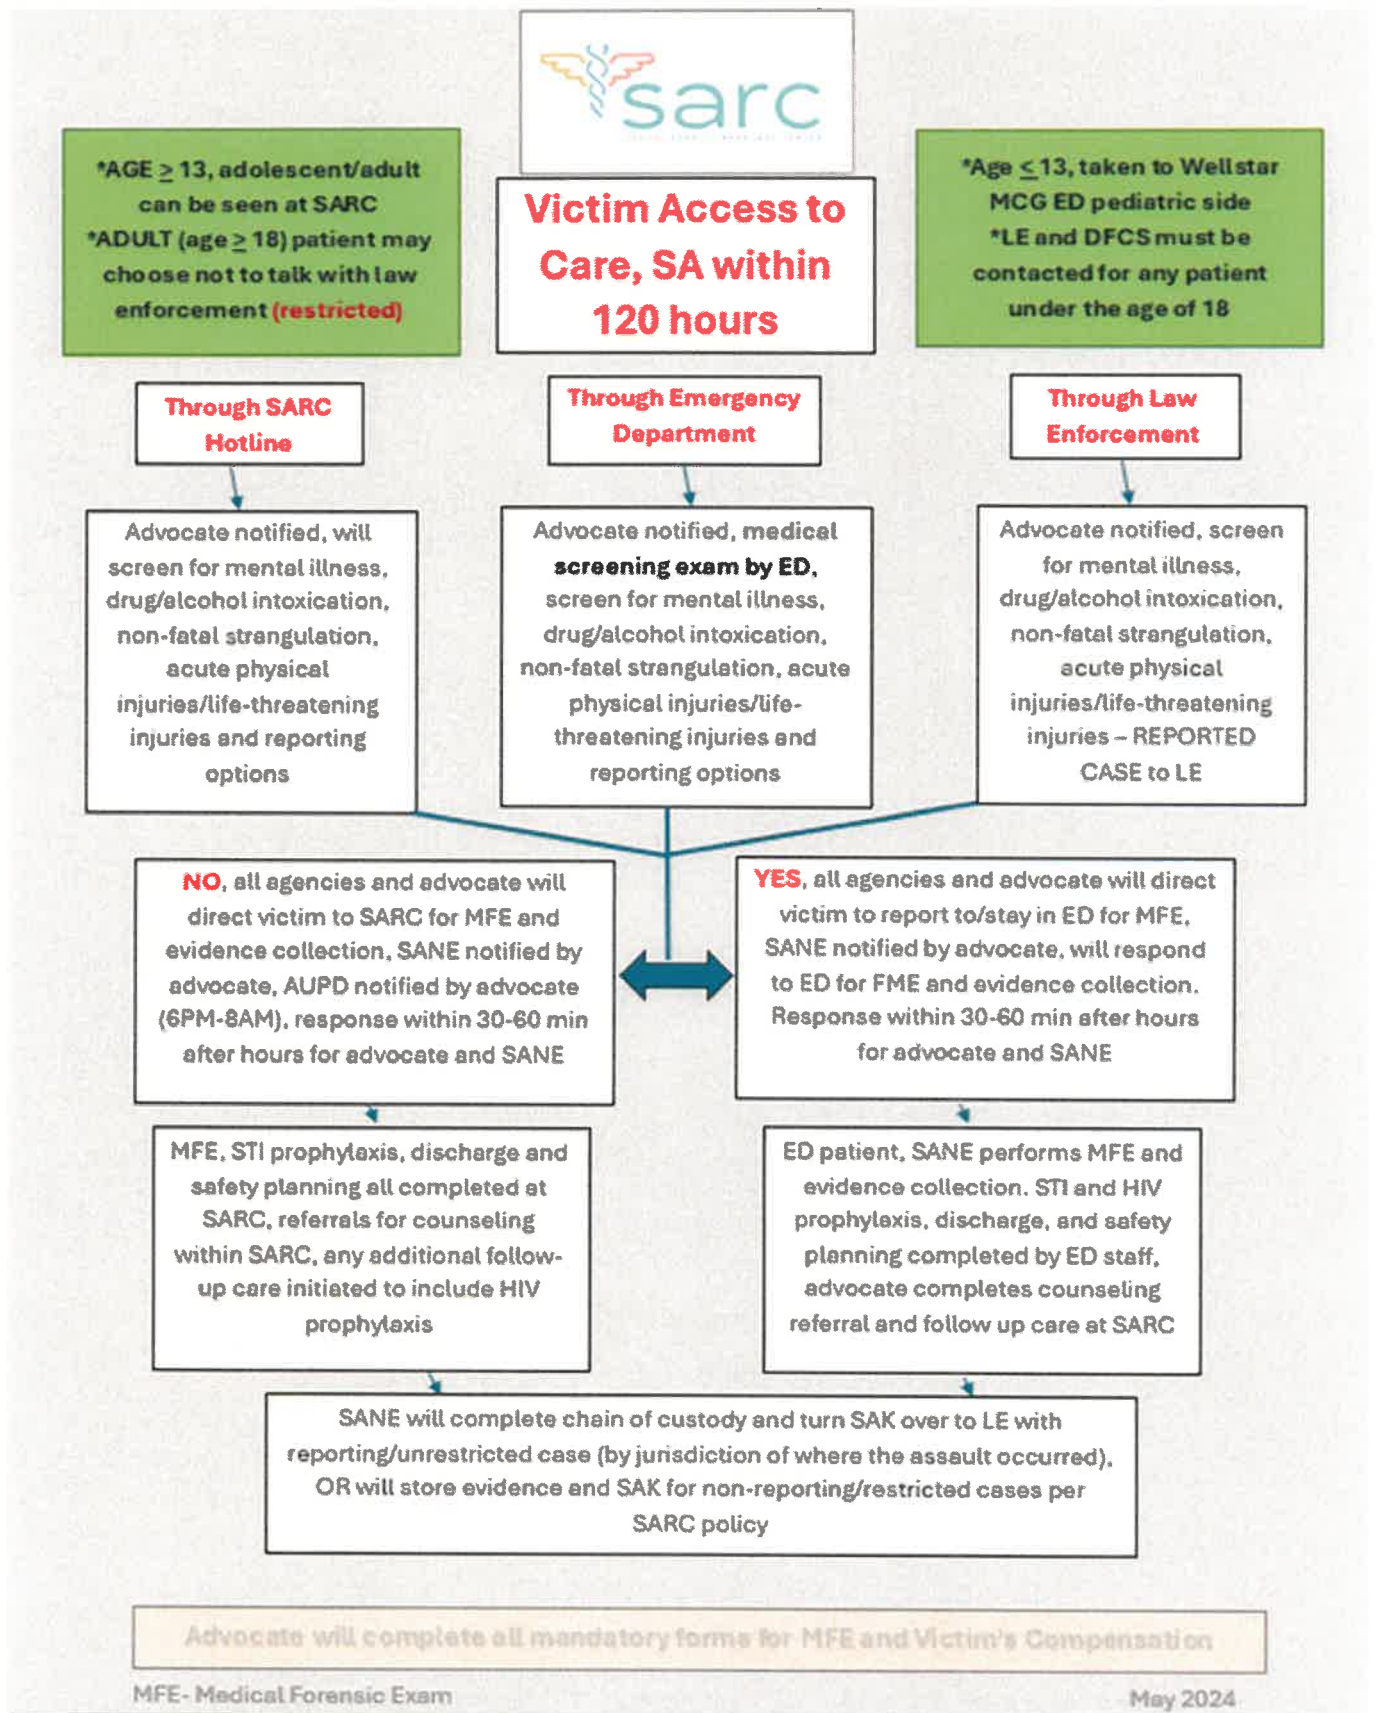 sarc
*AGE ≥ 13, adolescent/adult
can be seen at SARC
*ADULT (age ≥ 18) patient may
choose not to talk with law
enforcement (restricted)
Victim Access to
Care, SA within
120 hours
*Age ≤ 13, taken to Wellstar
MCG ED pediatric side
*LE and DFCS must be
contacted for any patient
under the age of 18
Through SARC
Hotline
Through Emergency
Department
Through Law
Enforcement
Advocate notified, will
screen for mental illness,
drug/alcohol intoxication,
non-fatal strangulation,
acute physical
injuries/life-threatening
injuries and reporting
options
Advocate notified, medical
screening exam by ED,
screen for mental illness,
drug/alcohol intoxication,
non-fatal strangulation, acute
physical injuries/life-
threatening injuries and
reporting options
Advocate notified, screen
for mental illness,
drug/alcohol intoxication,
non-fatal strangulation,
acute physical
injuries/life-threatening
injuries – REPORTED
CASE to LE
NO, all agencies and advocate will
direct victim to SARC for MFE and
evidence collection, SANE notified by
advocate, AUPD notified by advocate
(6PM-8AM), response within 30-60 min
after hours for advocate and SANE
YES, all agencies and advocate will direct
victim to report to/stay in ED for MFE,
SANE notified by advocate, will respond
to ED for FME and evidence collection.
Response within 30-60 min after hours
for advocate and SANE
MFE, STI prophylaxis, discharge and
safety planning all completed at
SARC, referrals for counseling
within SARC, any additional follow-
up care initiated to include HIV
prophylaxis
ED patient, SANE performs MFE and
evidence collection. STI and HIV
prophylaxis, discharge, and safety
planning completed by ED staff,
advocate completes counseling
referral and follow up care at SARC
SANE will complete chain of custody and turn SAK over to LE with
reporting/unrestricted case (by jurisdiction of where the assault occurred),
OR will store evidence and SAK for non-reporting/restricted cases per
SARC policy
Advocate will complete all mandatory forms for MFE and Victim's Compensation
MFE- Medical Forensic Exam
May 2024